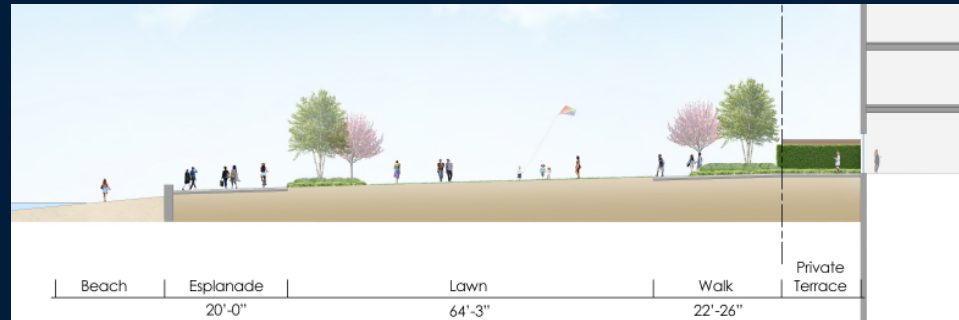 Beach
Esplanade
Lawn
Walk
Private
Terrace
20'-0"
64'-3"
22'-26"